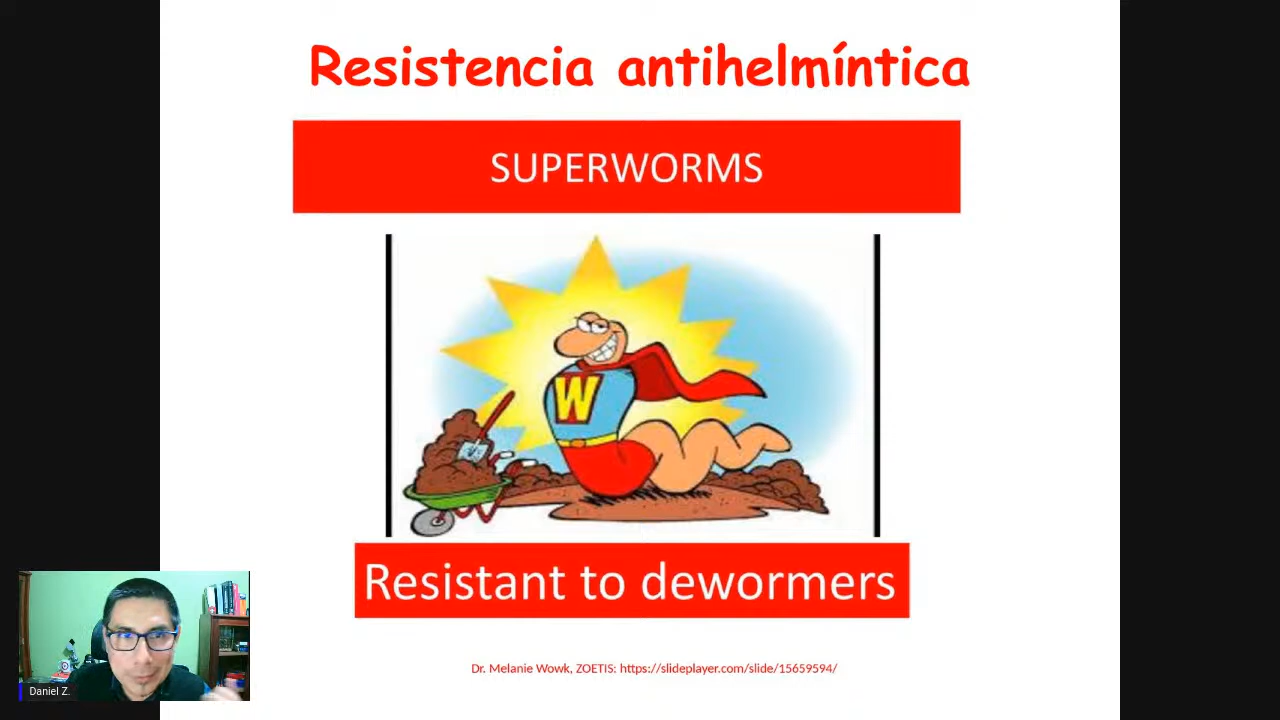 Resistencia antihelmíntica
SUPERWORMS
W
Resistant to dewormers
Dr. Melanie Wowk, ZOETIS: https://slideplayer.com/slide/15659594/
Daniel Z.